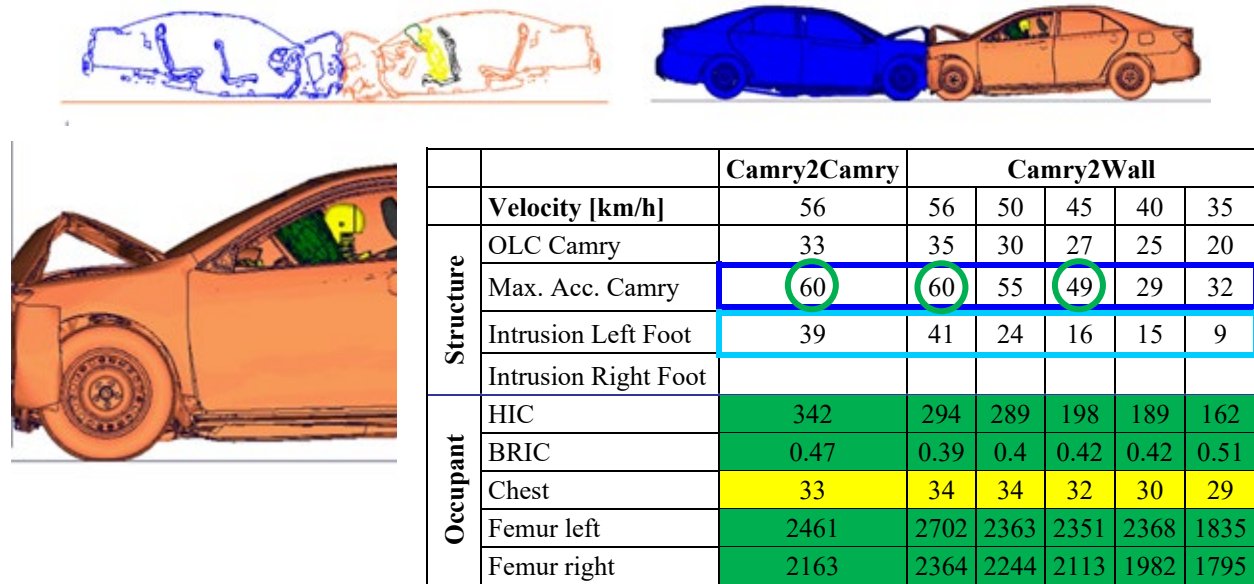 Camry2Camry Camry2Wall
Velocity [km/h] 56 56 50 45 40 35
Structure
OLC Camry 33 35 30 27 25 20
Max. Acc. Camry 60 60 55 49 29 32
Intrusion Left Foot 39 41 24 16 15 9
Intrusion Right Foot
Occupant
HIC 342 294 289 198 189 162
BRIC 0.47 0.39 0.4 0.42 0.42 0.51
Chest 33 34 34 32 30 29
Femur left 2461 2702 2363 2351 2368 1835
Femur right 2163 2364 2244 2113 1982 1795